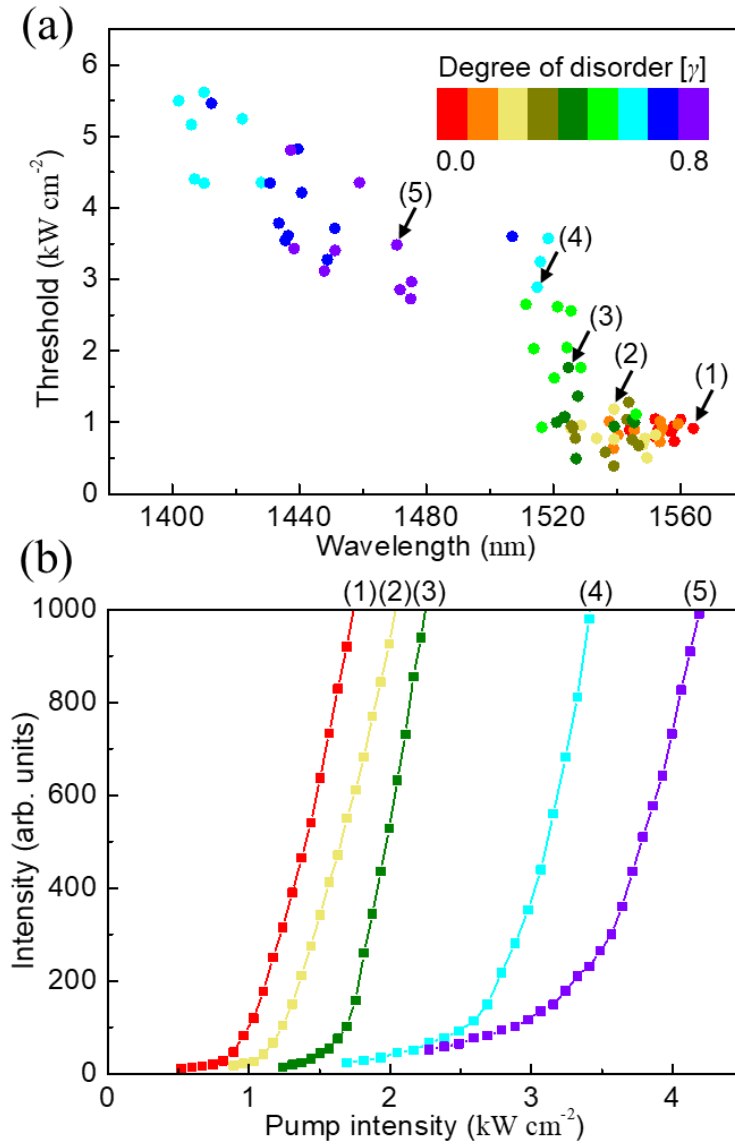 (a)
Degree of disorder [γ]
0.0 0.8
6
5
4
3
2
1
0
Threshold (kW cm-2)
(5)
(4)
(3)
(2)
(1)
1400 1440 1480 1520 1560
Wavelength (nm)
(b)
(1)(2)(3) (4) (5)
1000
800
600
400
200
0
Intensity (arb. units)
0 1 2 3 4
Pump intensity (kW cm-2)